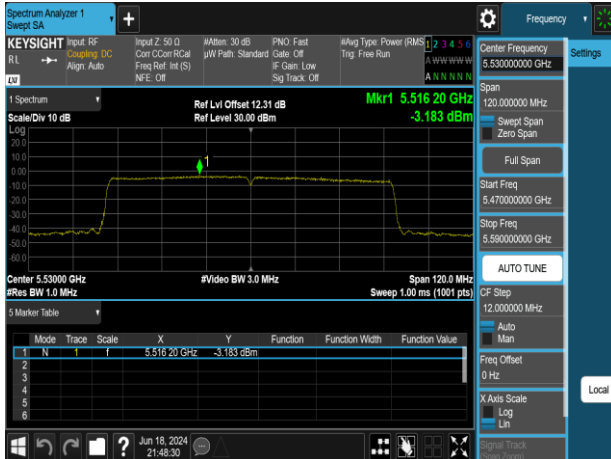 Spectrum Analyzer 1
Swept SA
Frequency
KEYSIGHT
RL
LXI
Input: RF
Coupling: DC
Align: Auto
Input Z: 50 Ω
Corr CCorr RCal
Freq Ref: Int (S)
NFE: Off
#Atten: 30 dB
µW Path: Standard
PNO: Fast
Gate: Off
IF Gain: Low
Sig Track: Off
#Avg Type: Power (RMS
Trig: Free Run
1 2 3 4 5 6
A W W W W W
A N N N N N
1 Spectrum
Scale/Div 10 dB
Ref Lvl Offset 12.31 dB
Ref Level 30.00 dBm
Mkr1 5.516 20 GHz
-3.183 dBm
Log
20.0
10.0
0.00
-10.0
-20.0
-30.0
-40.0
-50.0
-60.0
1
Center 5.53000 GHz
#Res BW 1.0 MHz
#Video BW 3.0 MHz
Span 120.0 MHz
Sweep 1.00 ms (1001 pts)
5 Marker Table
Mode Trace Scale X Y Function Function Width Function Value
1 N 1 f 5.516 20 GHz -3.183 dBm
2
3
4
5
6
Jun 18, 2024
21:48:30
Center Frequency
5.530000000 GHz
Span
120.000000 MHz
Swept Span
Zero Span
Full Span
Start Freq
5.470000000 GHz
Stop Freq
5.590000000 GHz
AUTO TUNE
CF Step
12.000000 MHz
Auto
Man
Freq Offset
0 Hz
X Axis Scale
Log
Lin
Signal Track
(Span Zoom)
Settings
Local